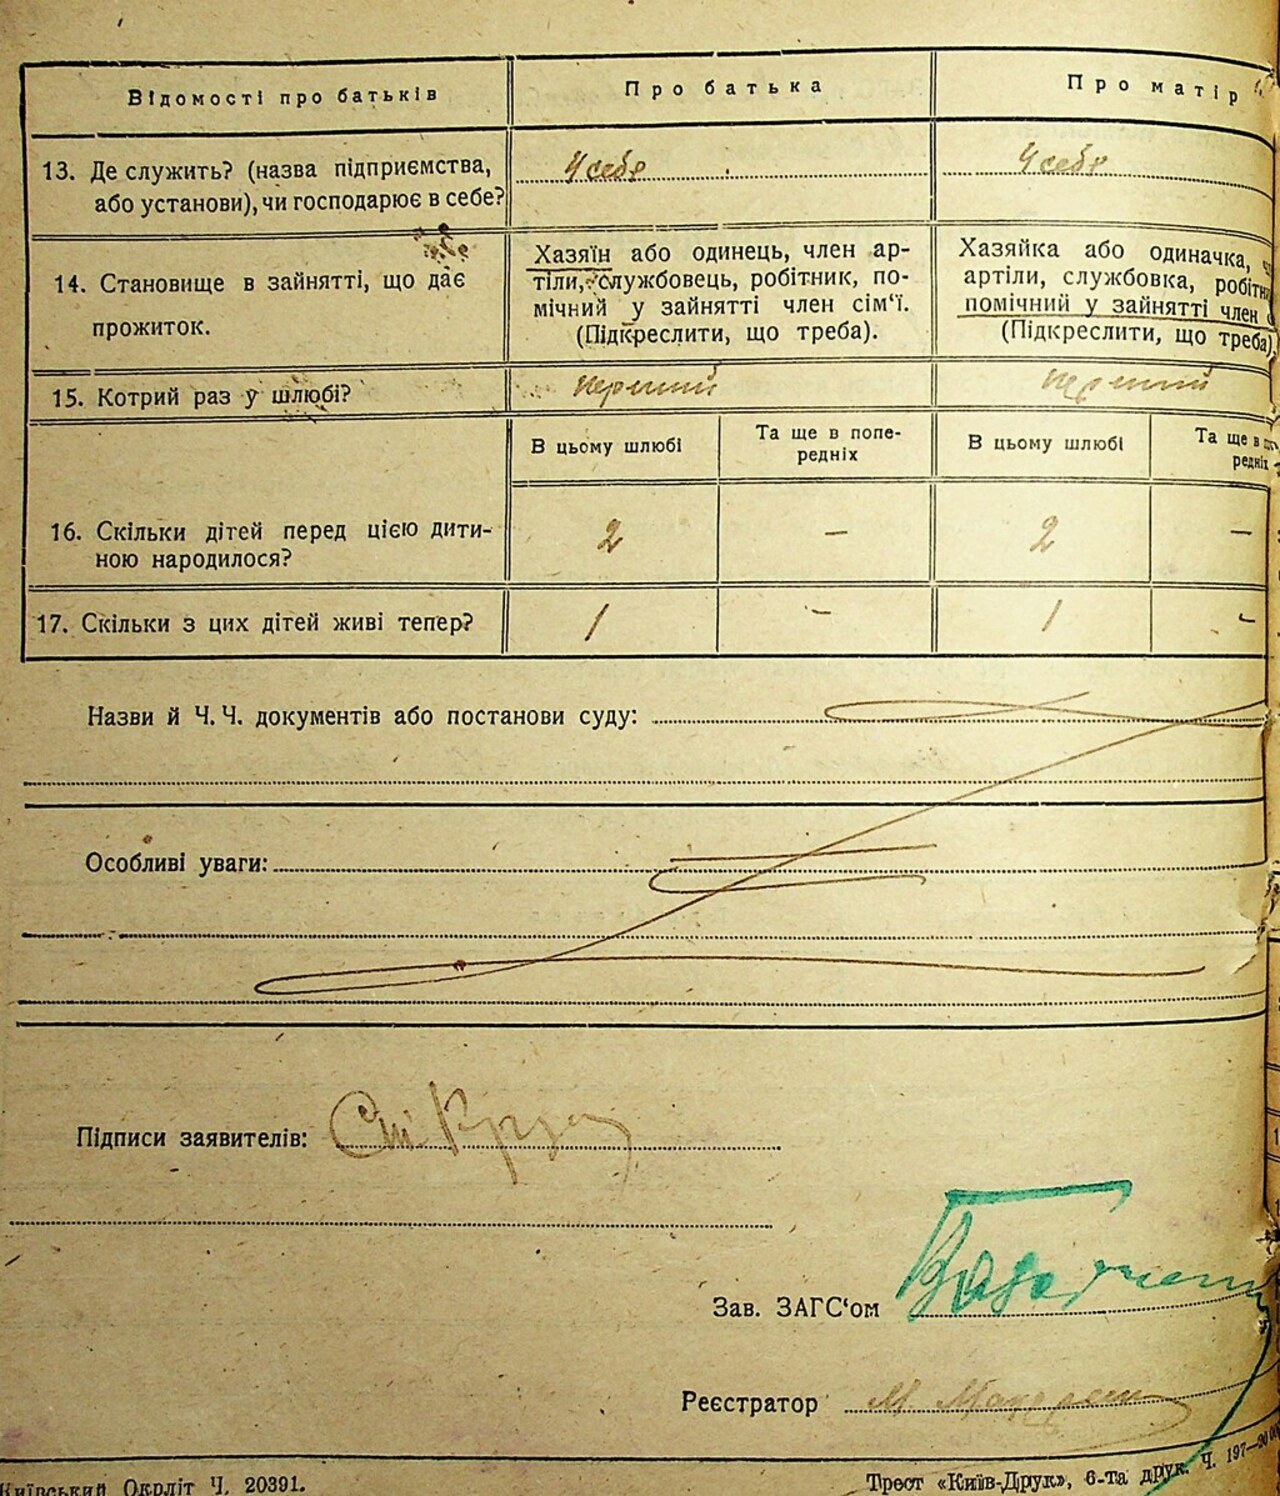 Відомості про батьків
Про батька
Про матір
13. Де служить? (назва підприємства,
або установи), чи господарює в себе?
У себе
У себе
14. Становище в зайнятті, що дає
прожиток.
Хазяїн або одинець, член ар-
тіли, службовець, робітник, по-
мічний у зайнятті член сім‘ї.
(Підкреслити, що треба).
Хазяйка або одиначка,
артіли, службовка, робітн
помічний у зайнятті член
(Підкреслити, що треба)
15. Котрий раз у шлюбі?
перший
перший
В цьому шлюбі
Та ще в попе-
редніх
В цьому шлюбі
Та ще в
редніх
16. Скільки дітей перед цією дити-
ною народилося?
2
—
2
—
17. Скільки з цих дітей живі тепер?
1
—
1
—
Назви й Ч. Ч. документів або постанови суду:
Особливі уваги:
Підписи заявителів:
Зав. ЗАГС‘ом
Реєстратор М.
Київський Окрліт Ч. 20391.
Трест «Київ-Друк», 6-та друк. Ч. 197—